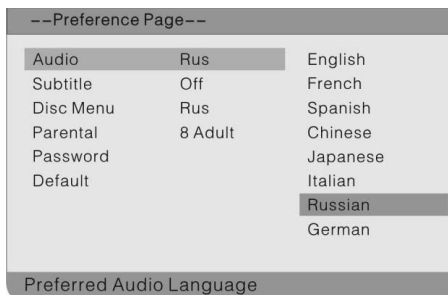 --Preference Page--
Audio Rus English
Subtitle Off French
Disc Menu Rus Spanish
Parental 8 Adult Chinese
Password Japanese
Default Italian
Russian
German
Preferred Audio Language